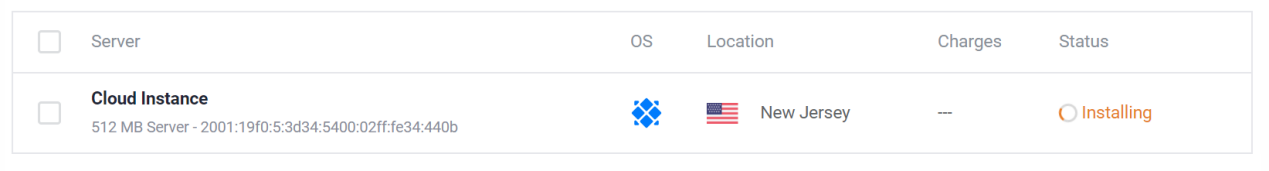 Server OS Location Charges Status
Cloud Instance
512 MB Server - 2001:19f0:5:3d34:5400:02ff:fe34:440b
New Jersey --- Installing